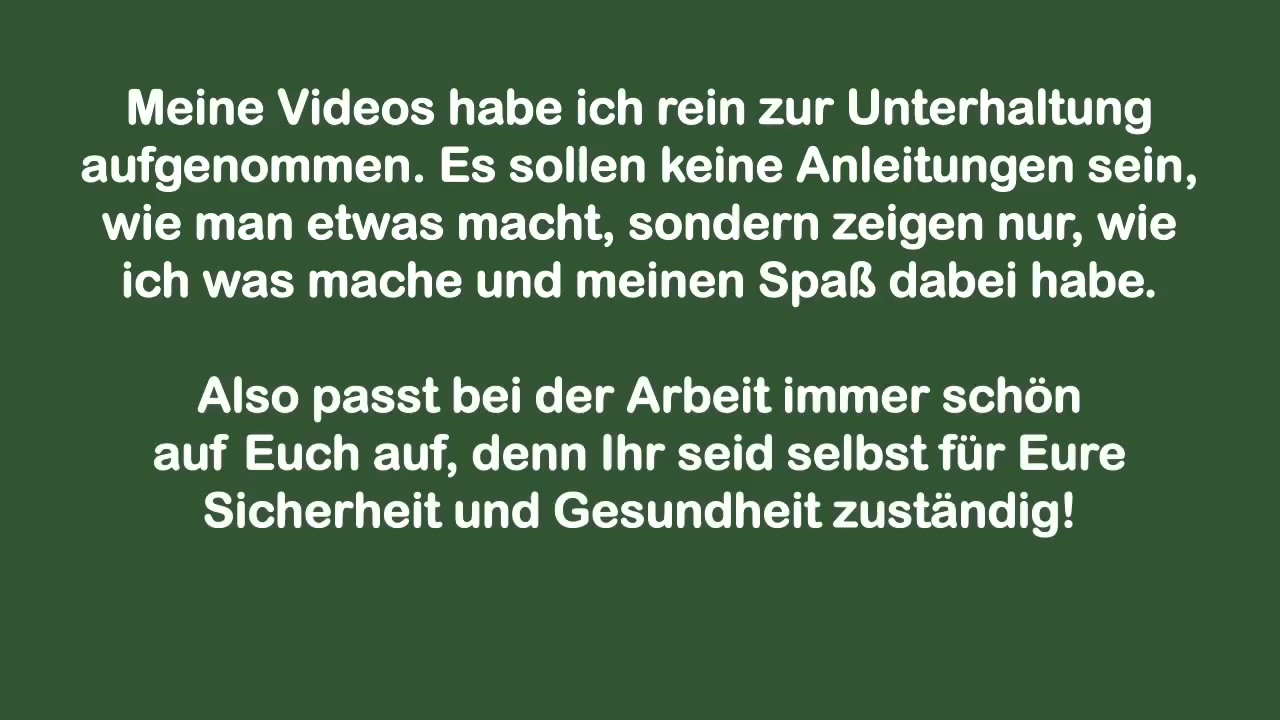 Meine Videos habe ich rein zur Unterhaltung
aufgenommen. Es sollen keine Anleitungen sein,
wie man etwas macht, sondern zeigen nur, wie
ich was mache und meinen Spaß dabei habe.
Also passt bei der Arbeit immer schön
auf Euch auf, denn Ihr seid selbst für Eure
Sicherheit und Gesundheit zuständig!